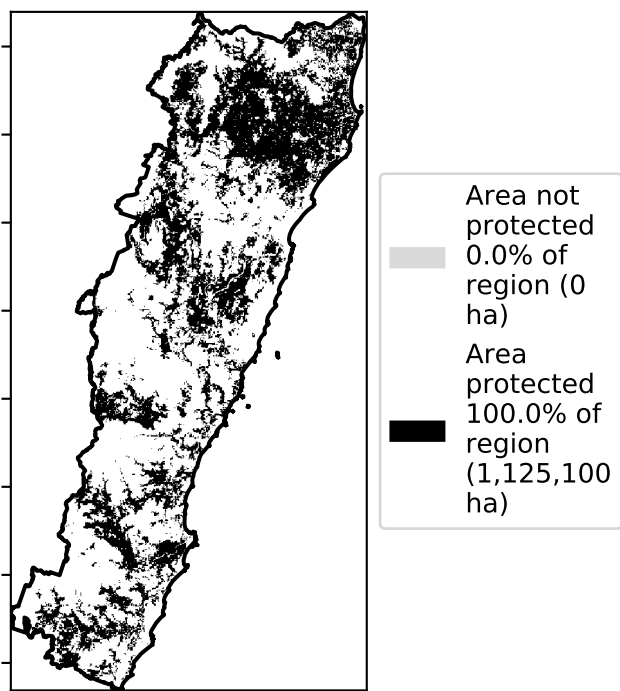 Area not
protected
0.0% of
region (0
ha)
Area
protected
100.0% of
region
(1,125,100
ha)